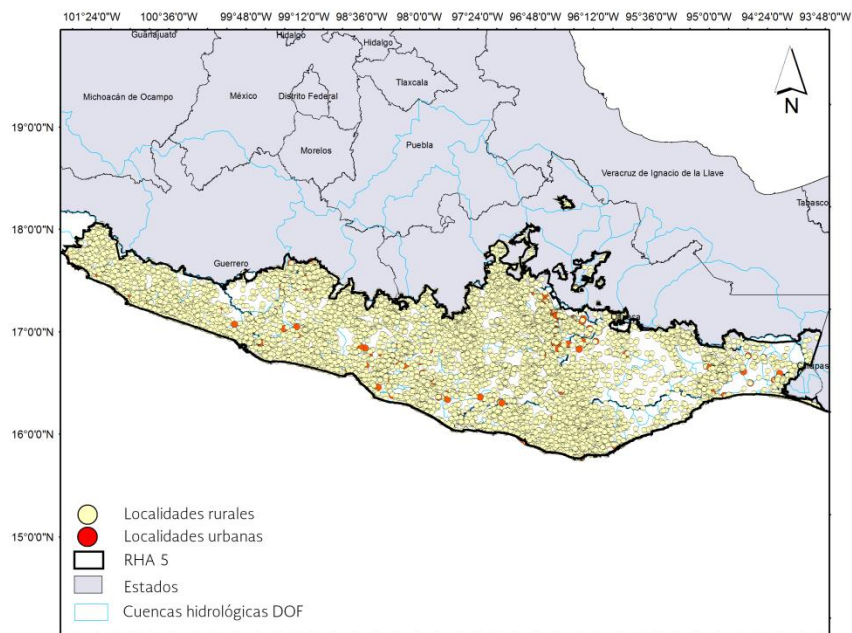 101°24'0"W 100°36'0"W 99°48'0"W 99°12'0"W 98°36'0"W 98°0'0"W 97°24'0"W 96°48'0"W 96°12'0"W 95°36'0"W 95°0'0"W 94°24'0"W 93°48'0"W
Guanajuato
Hidalgo
Hidalgo
Tlaxcala
Michoacán de Ocampo
México
Distrito Federal
N
19°0'0"N
Morelos
Puebla
Veracruz de Ignacio de la Llave
Tabasco
18°0'0"N
Guerrero
17°0'0"N
Chiapas
16°0'0"N
Localidades rurales
Localidades urbanas
15°0'0"N
RHA 5
Estados
Cuencas hidrológicas DOF